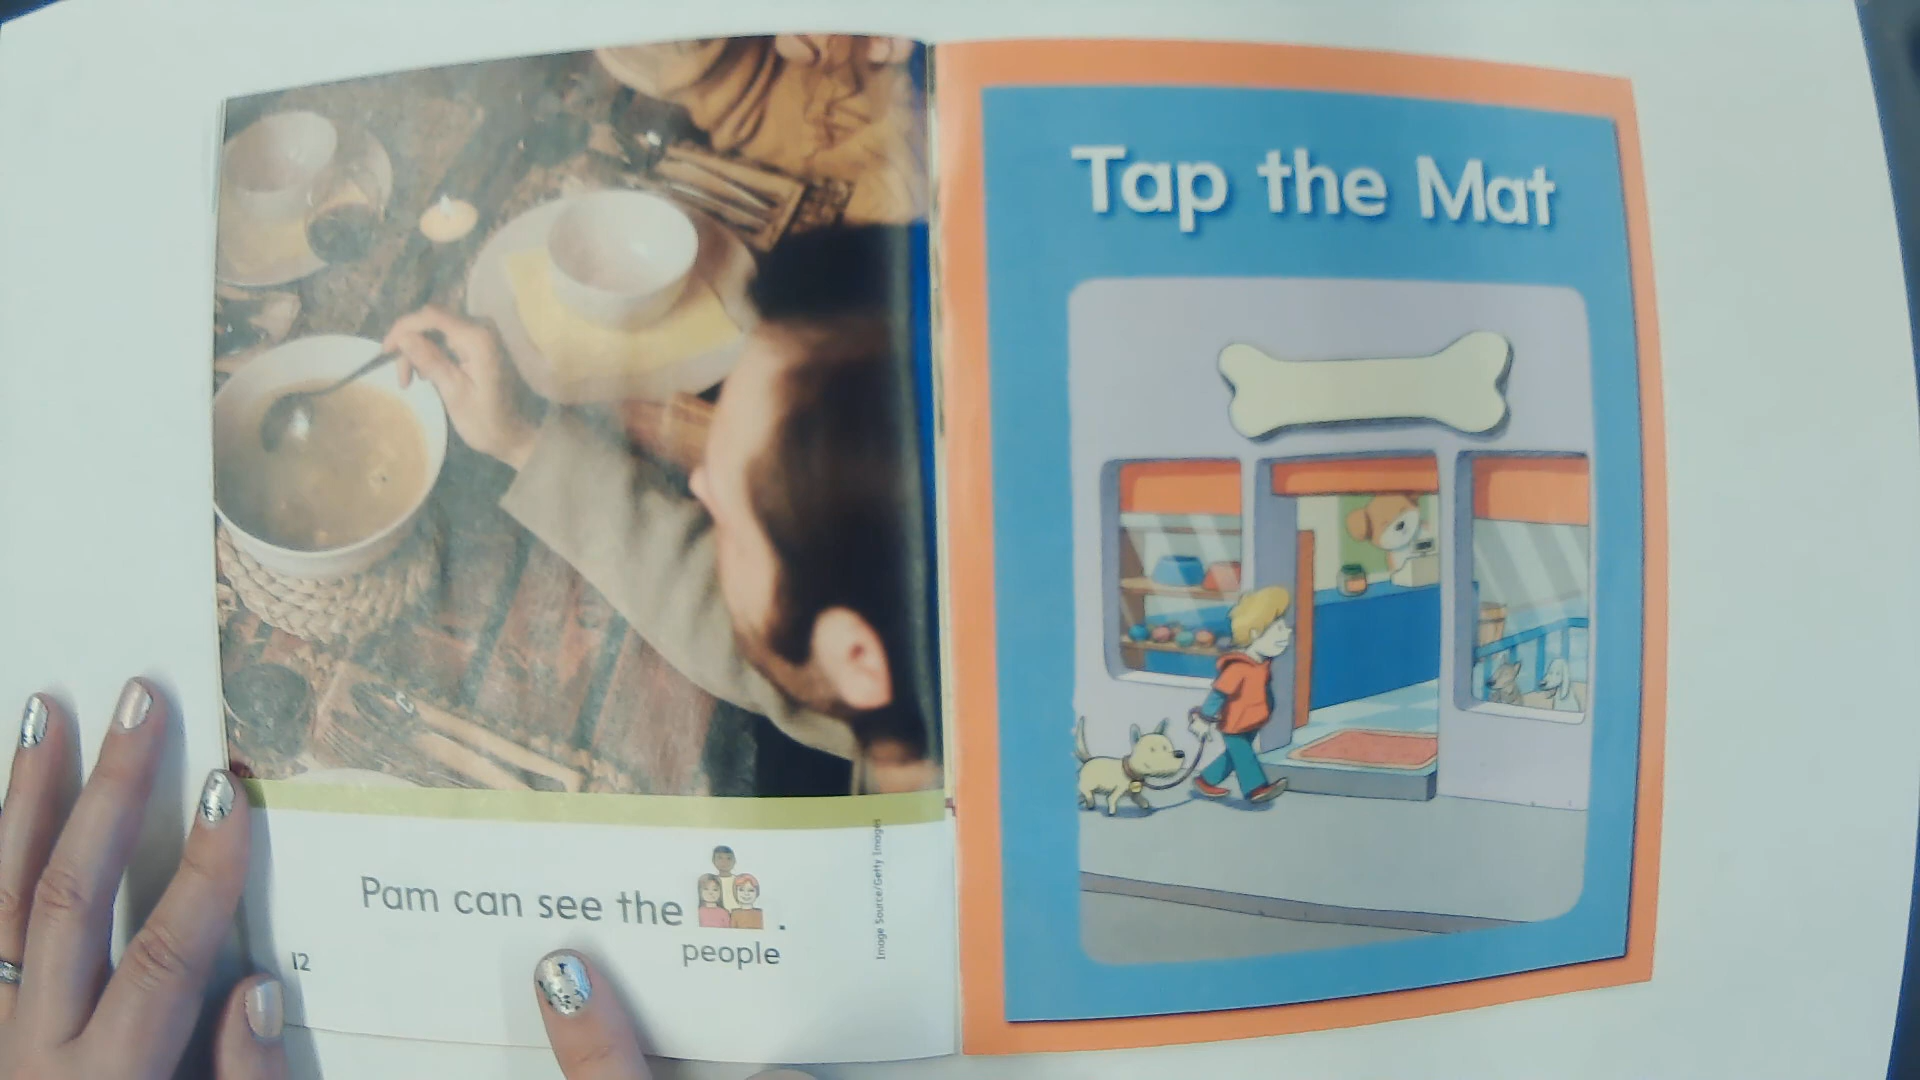 Pam can see the .
people
12
Image Source/Getty Images
Tap the Mat